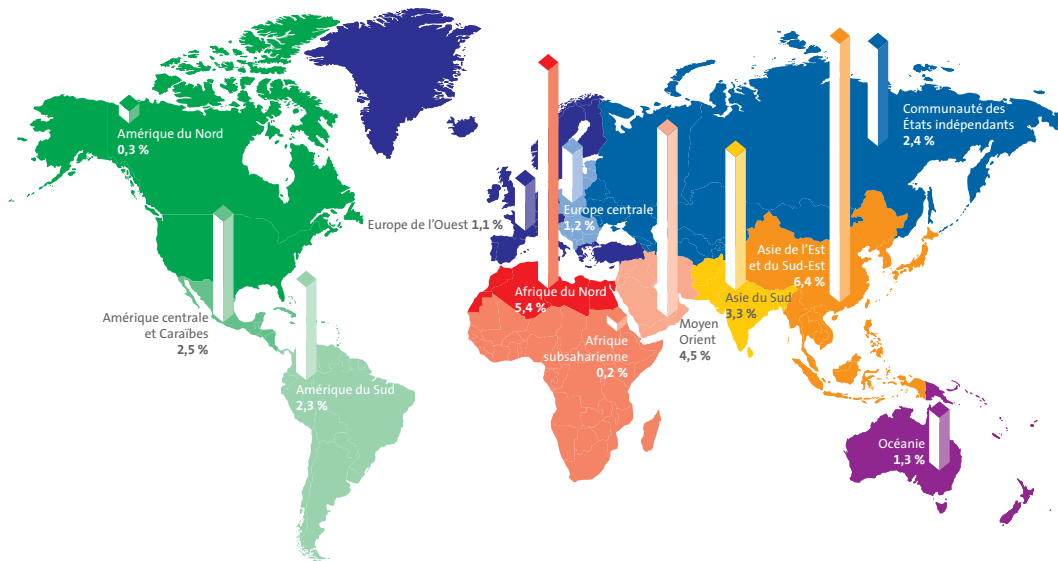 Amérique du Nord
0,3 %
Communauté des
États indépendants
2,4 %
Europe de l'Ouest 1,1 %
Europe centrale
1,2 %
Asie de l'Est
et du Sud-Est
6,4 %
Afrique du Nord
5,4 %
Asie du Sud
3,3 %
Amérique centrale
et Caraïbes
2,5 %
Moyen
Orient
4,5 %
Afrique
subsaharienne
0,2 %
Amérique du Sud
2,3 %
Océanie
1,3 %